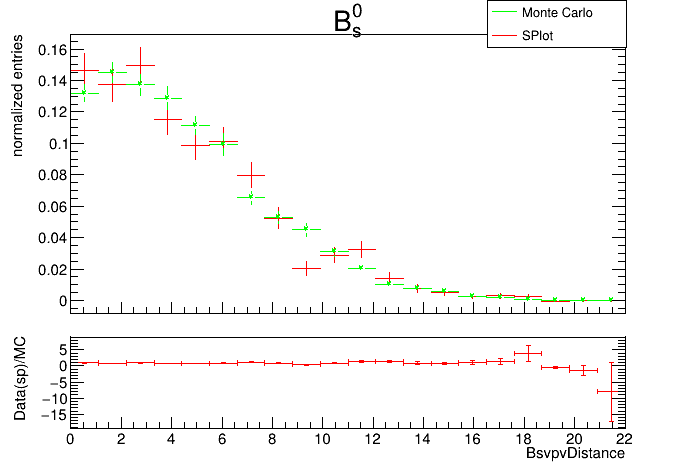 B_s^0
Monte Carlo
SPlot
normalized entries
0.16
0.14
0.12
0.1
0.08
0.06
0.04
0.02
0
Data(sp)/MC
5
0
−5
−10
−15
0 2 4 6 8 10 12 14 16 18 20 22
BsvpvDistance